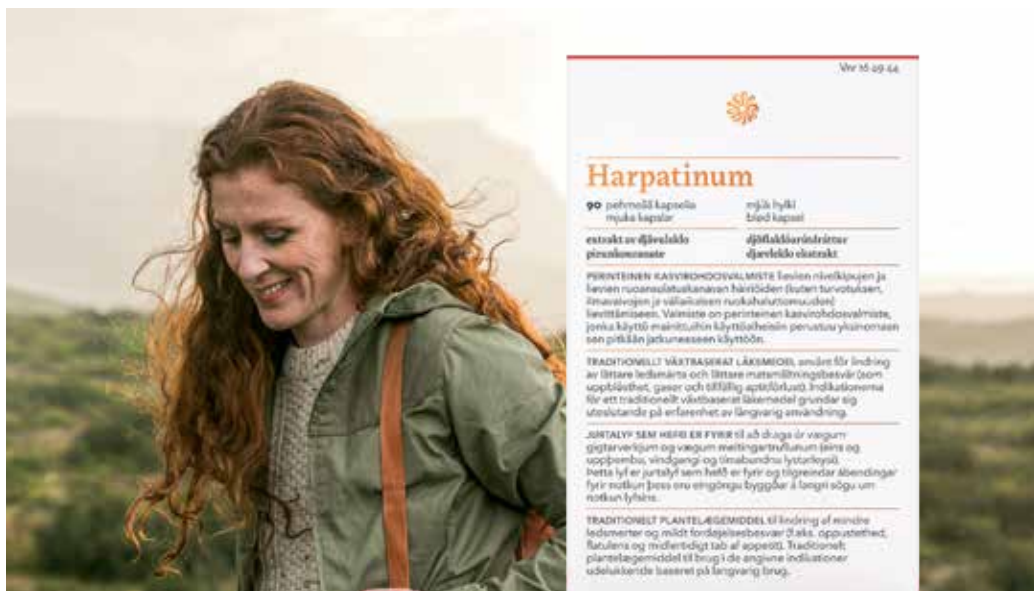 Vnr
Harpatinum
90 pehmeää kapselia
mjuka kapslar
mjúk hylki
blød kapsel
extrakt av djävulsklo
pirunkourauute
djöflaklóarútdráttur
djævleklo ekstrakt
PERINTEINEN KASVIROHDOSVALMISTE lievien nivelkipujen ja
lievien ruoansulatuskanavan häiriöiden (kuten turvotuksen,
ilmavaivojen ja väliaikaisen ruokahaluttomuuden)
lievittämiseen. Valmiste on perinteinen kasvirohdosvalmiste,
jonka käyttö mainittuihin käyttöaiheisiin perustuu yksinomaan
sen pitkään jatkuneeseen käyttöön.
TRADITIONELLT VÄXTBASERAT LÄKEMEDEL använt för lindring
av lättare ledsmärta och lättare matsmältningsbesvär (som
uppblåsthet, gaser och tillfällig aptitförlust). Indikationerna
för ett traditionellt växtbaserat läkemedel grundar sig
uteslutande på erfarenhet av långvarig användning.
JURTALYF SEM HEFÐ ER FYRIR til að draga úr vægum
gigtarverkjum og vægum meltingartruflunum (eins og
uppþembu, vindgangi og tímabundnu lystarleysi).
Þetta lyf er jurtalyf sem hefð er fyrir og tilgreindar ábendingar
fyrir notkun þess eru eingöngu byggðar á langri sögu um
notkun lyfsins.
TRADITIONELT PLANTELÆGEMIDDEL til lindring af mindre
ledsmerter og mildt fordøjelsesbesvær (f.eks. oppustethed,
flatulens og midlertidigt tab af appetit). Traditionelt
plantelægemiddel til brug i de angivne indikationer
udelukkende baseret på langvarig brug.